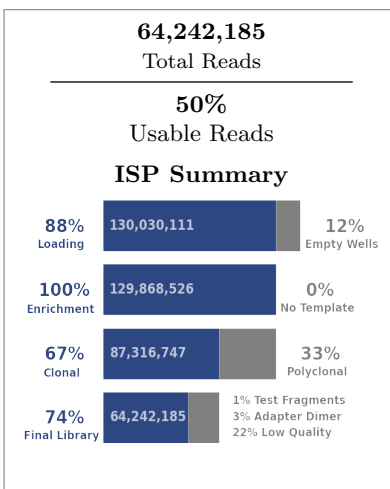 64,242,185
Total Reads
50%
Usable Reads
ISP Summary
88% 130,030,111 12%
Loading Empty Wells
100% 129,868,526 0%
Enrichment No Template
67% 87,316,747 33%
Clonal Polyclonal
74% 64,242,185 1% Test Fragments
3% Adapter Dimer
Final Library 22% Low Quality